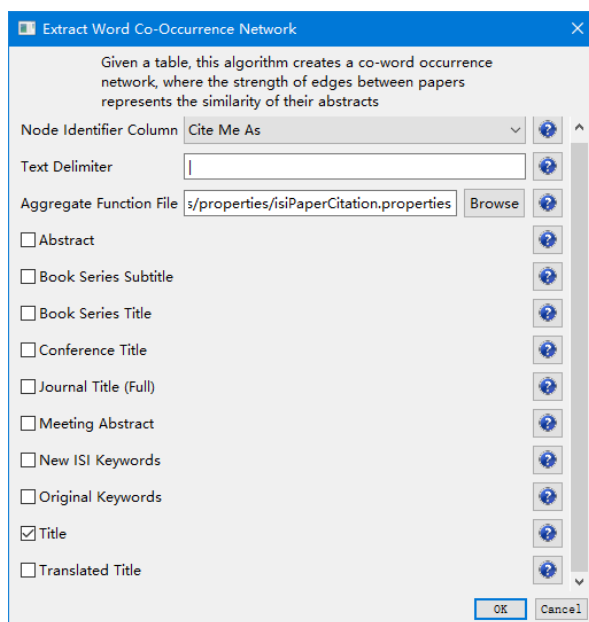 Extract Word Co-Occurrence Network
Given a table, this algorithm creates a co-word occurrence
network, where the strength of edges between papers
represents the similarity of their abstracts
Node Identifier Column Cite Me As
Text Delimiter |
Aggregate Function File s/properties/isiPaperCitation.properties Browse
Abstract
Book Series Subtitle
Book Series Title
Conference Title
Journal Title (Full)
Meeting Abstract
New ISI Keywords
Original Keywords
Title
Translated Title
OK Cancel